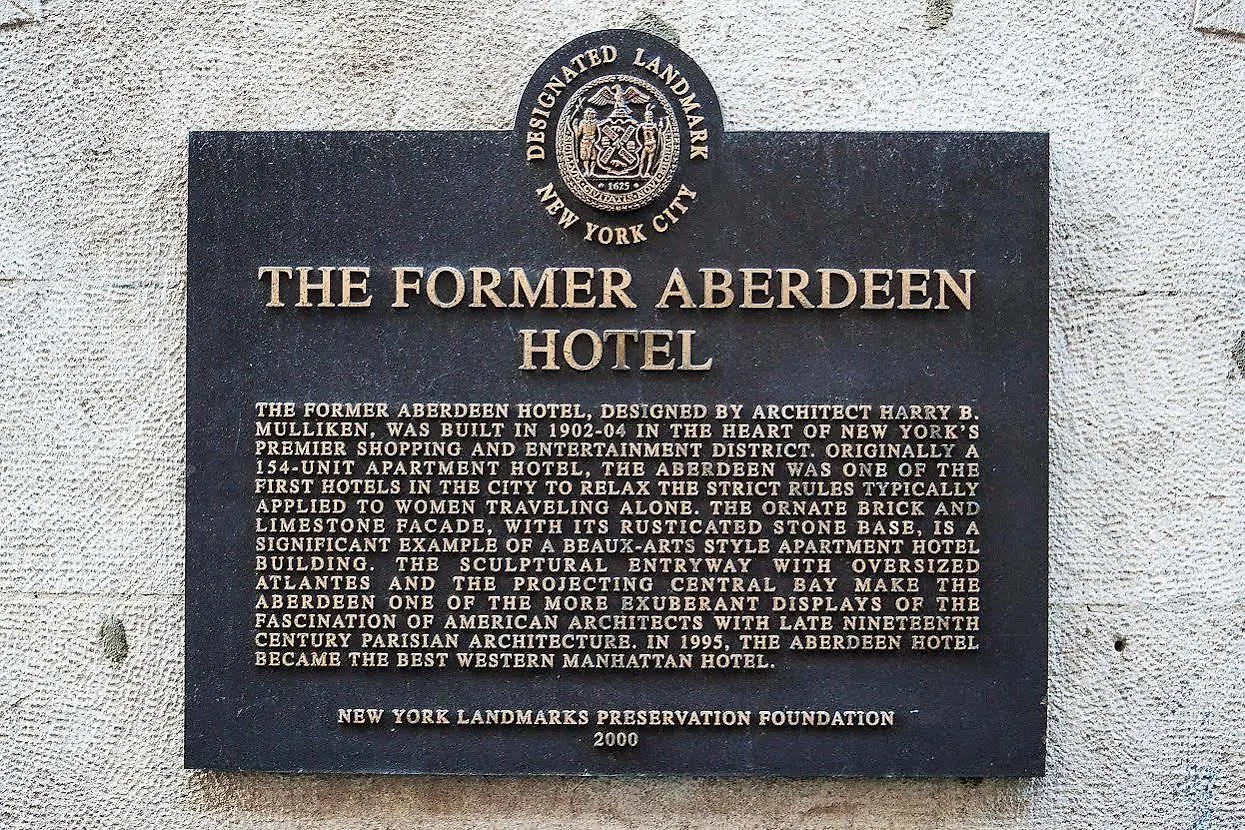 DESIGNATED LANDMARK
1625
NEW YORK CITY
THE FORMER ABERDEEN
HOTEL
THE FORMER ABERDEEN HOTEL, DESIGNED BY ARCHITECT HARRY B.
MULLIKEN, WAS BUILT IN 1902-04 IN THE HEART OF NEW YORK'S
PREMIER SHOPPING AND ENTERTAINMENT DISTRICT. ORIGINALLY A
154-UNIT APARTMENT HOTEL, THE ABERDEEN WAS ONE OF THE
FIRST HOTELS IN THE CITY TO RELAX THE STRICT RULES TYPICALLY
APPLIED TO WOMEN TRAVELING ALONE. THE ORNATE BRICK AND
LIMESTONE FACADE, WITH ITS RUSTICATED STONE BASE, IS A
SIGNIFICANT EXAMPLE OF A BEAUX-ARTS STYLE APARTMENT HOTEL
BUILDING. THE SCULPTURAL ENTRYWAY WITH OVERSIZED
ATLANTES AND THE PROJECTING CENTRAL BAY MAKE THE
ABERDEEN ONE OF THE MORE EXUBERANT DISPLAYS OF THE
FASCINATION OF AMERICAN ARCHITECTS WITH LATE NINETEENTH
CENTURY PARISIAN ARCHITECTURE. IN 1995, THE ABERDEEN HOTEL
BECAME THE BEST WESTERN MANHATTAN HOTEL.
NEW YORK LANDMARKS PRESERVATION FOUNDATION
2000